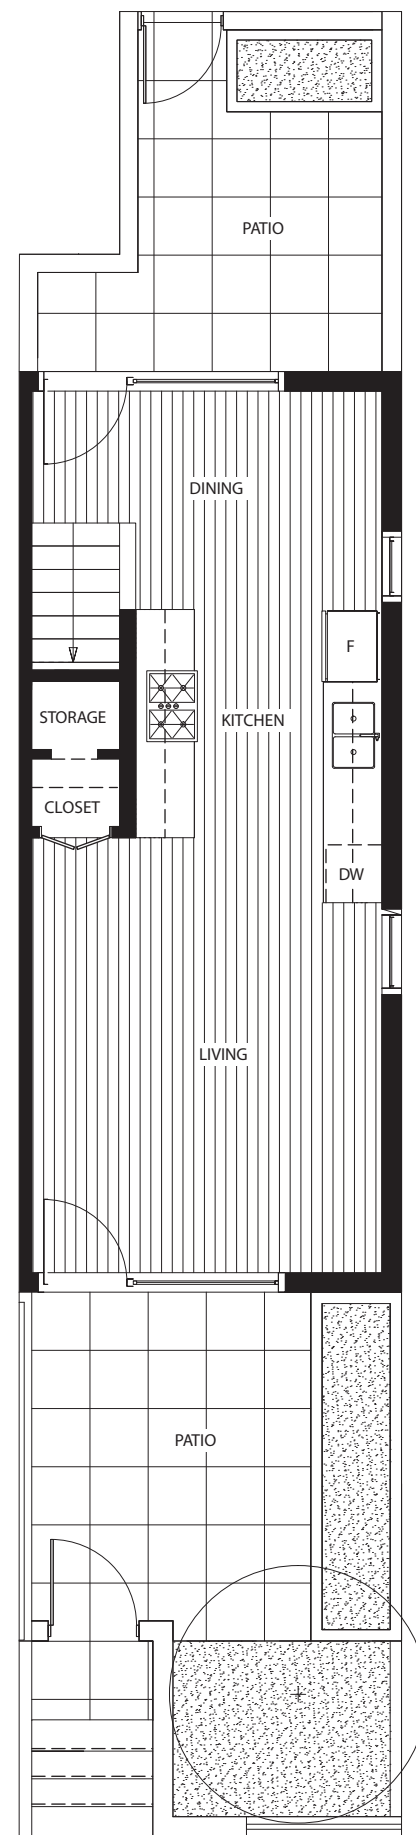 PATIO
DINING
F
STORAGE
KITCHEN
CLOSET
DW
LIVING
PATIO